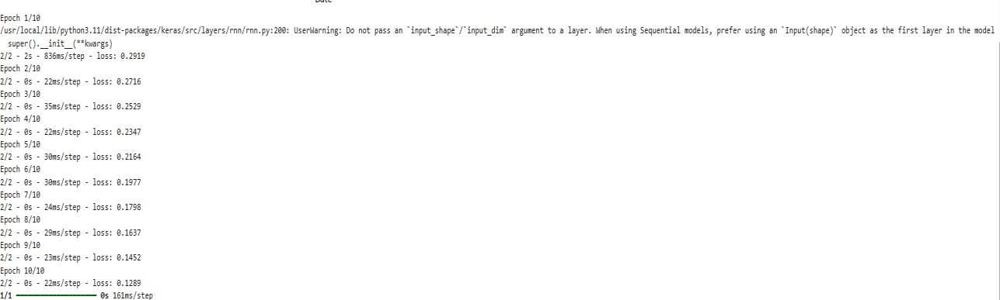 Date
Epoch 1/10
/usr/local/lib/python3.11/dist-packages/keras/src/layers/rnn/rnn.py:200: UserWarning: Do not pass an `input_shape`/`input_dim` argument to a layer. When using Sequential models, prefer using an `Input(shape)` object as the first layer in the model
  super().__init__(**kwargs)
2/2 - 2s - 836ms/step - loss: 0.2919
Epoch 2/10
2/2 - 0s - 22ms/step - loss: 0.2716
Epoch 3/10
2/2 - 0s - 35ms/step - loss: 0.2529
Epoch 4/10
2/2 - 0s - 22ms/step - loss: 0.2347
Epoch 5/10
2/2 - 0s - 30ms/step - loss: 0.2164
Epoch 6/10
2/2 - 0s - 30ms/step - loss: 0.1977
Epoch 7/10
2/2 - 0s - 24ms/step - loss: 0.1798
Epoch 8/10
2/2 - 0s - 29ms/step - loss: 0.1637
Epoch 9/10
2/2 - 0s - 23ms/step - loss: 0.1452
Epoch 10/10
2/2 - 0s - 22ms/step - loss: 0.1289
1/1 ━━━━━━━━━━━━━━━━━━━━ 0s 161ms/step